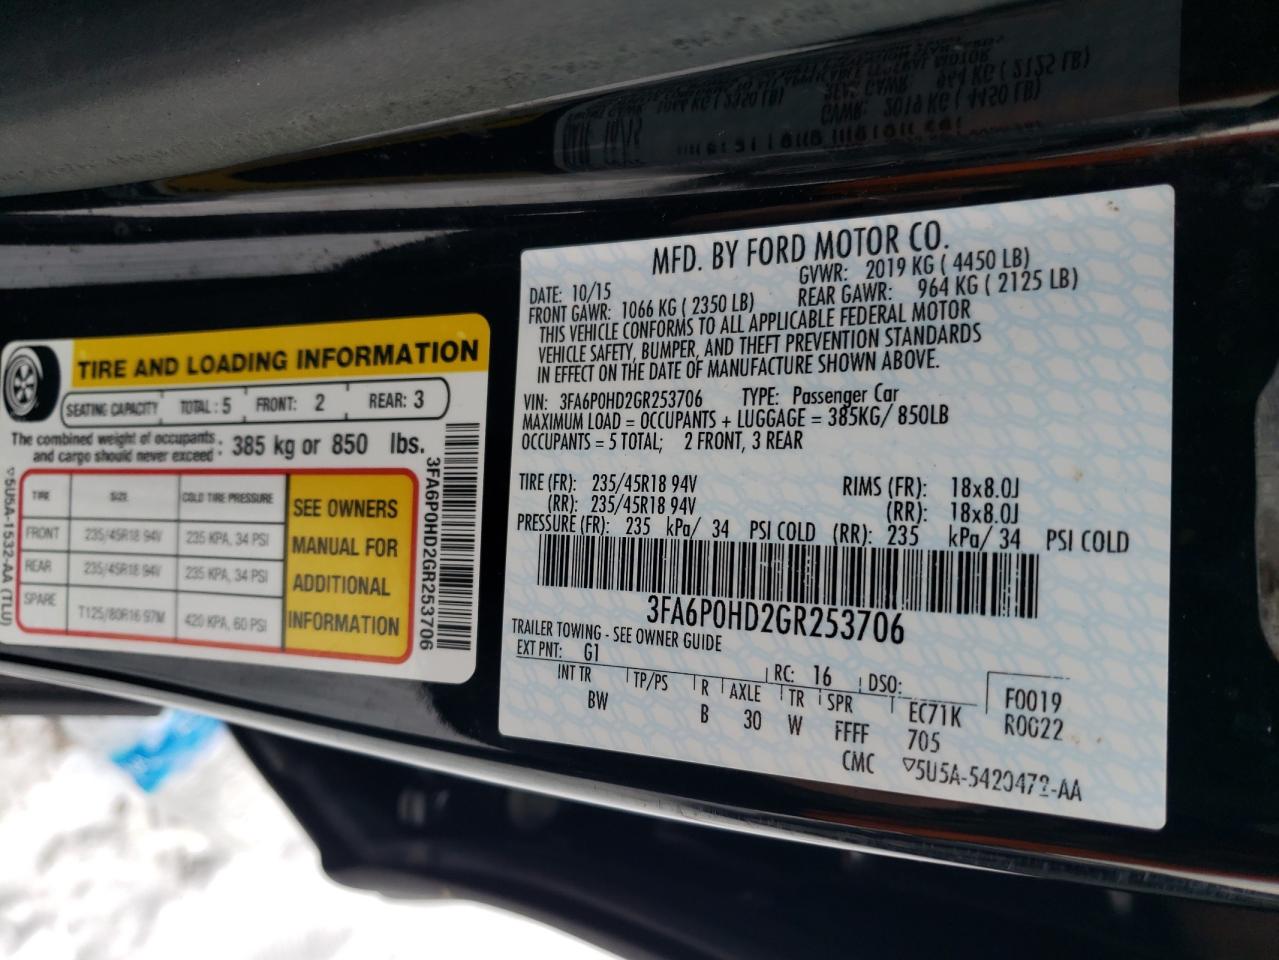 TIRE AND LOADING INFORMATION
SEATING CAPACITY TOTAL : 5 FRONT: 2 REAR: 3
The combined weight of occupants and cargo should never exceed : 385 kg or 850 lbs.
TIRE SIZE COLD TIRE PRESSURE
FRONT 235/45R18 94V 235 KPA, 34 PSI
REAR 235/45R18 94V 235 KPA, 34 PSI
SPARE T125/80R16 97M 420 KPA, 60 PSI
SEE OWNERS
MANUAL FOR
ADDITIONAL
INFORMATION
3FA6P0HD2GR253706
▽5U5A-1532-AA (TLU)
MFD. BY FORD MOTOR CO.
DATE: 10/15 GVWR: 2019 KG ( 4450 LB)
FRONT GAWR: 1066 KG ( 2350 LB) REAR GAWR: 964 KG ( 2125 LB)
THIS VEHICLE CONFORMS TO ALL APPLICABLE FEDERAL MOTOR
VEHICLE SAFETY, BUMPER, AND THEFT PREVENTION STANDARDS
IN EFFECT ON THE DATE OF MANUFACTURE SHOWN ABOVE.
VIN: 3FA6P0HD2GR253706 TYPE: Passenger Car
MAXIMUM LOAD = OCCUPANTS + LUGGAGE = 385KG/ 850LB
OCCUPANTS = 5 TOTAL; 2 FRONT, 3 REAR
TIRE (FR): 235/45R18 94V RIMS (FR): 18x8.0J
(RR): 235/45R18 94V (RR): 18x8.0J
PRESSURE (FR): 235 kPa/ 34 PSI COLD (RR): 235 kPa/ 34 PSI COLD
3FA6P0HD2GR253706
TRAILER TOWING - SEE OWNER GUIDE
EXT PNT: G1 RC: 16 DSO: F0019
INT TR TP/PS R AXLE TR SPR EC71K R0022
BW B 30 W FFFF 705
CMC ▽5U5A-5420472-AA